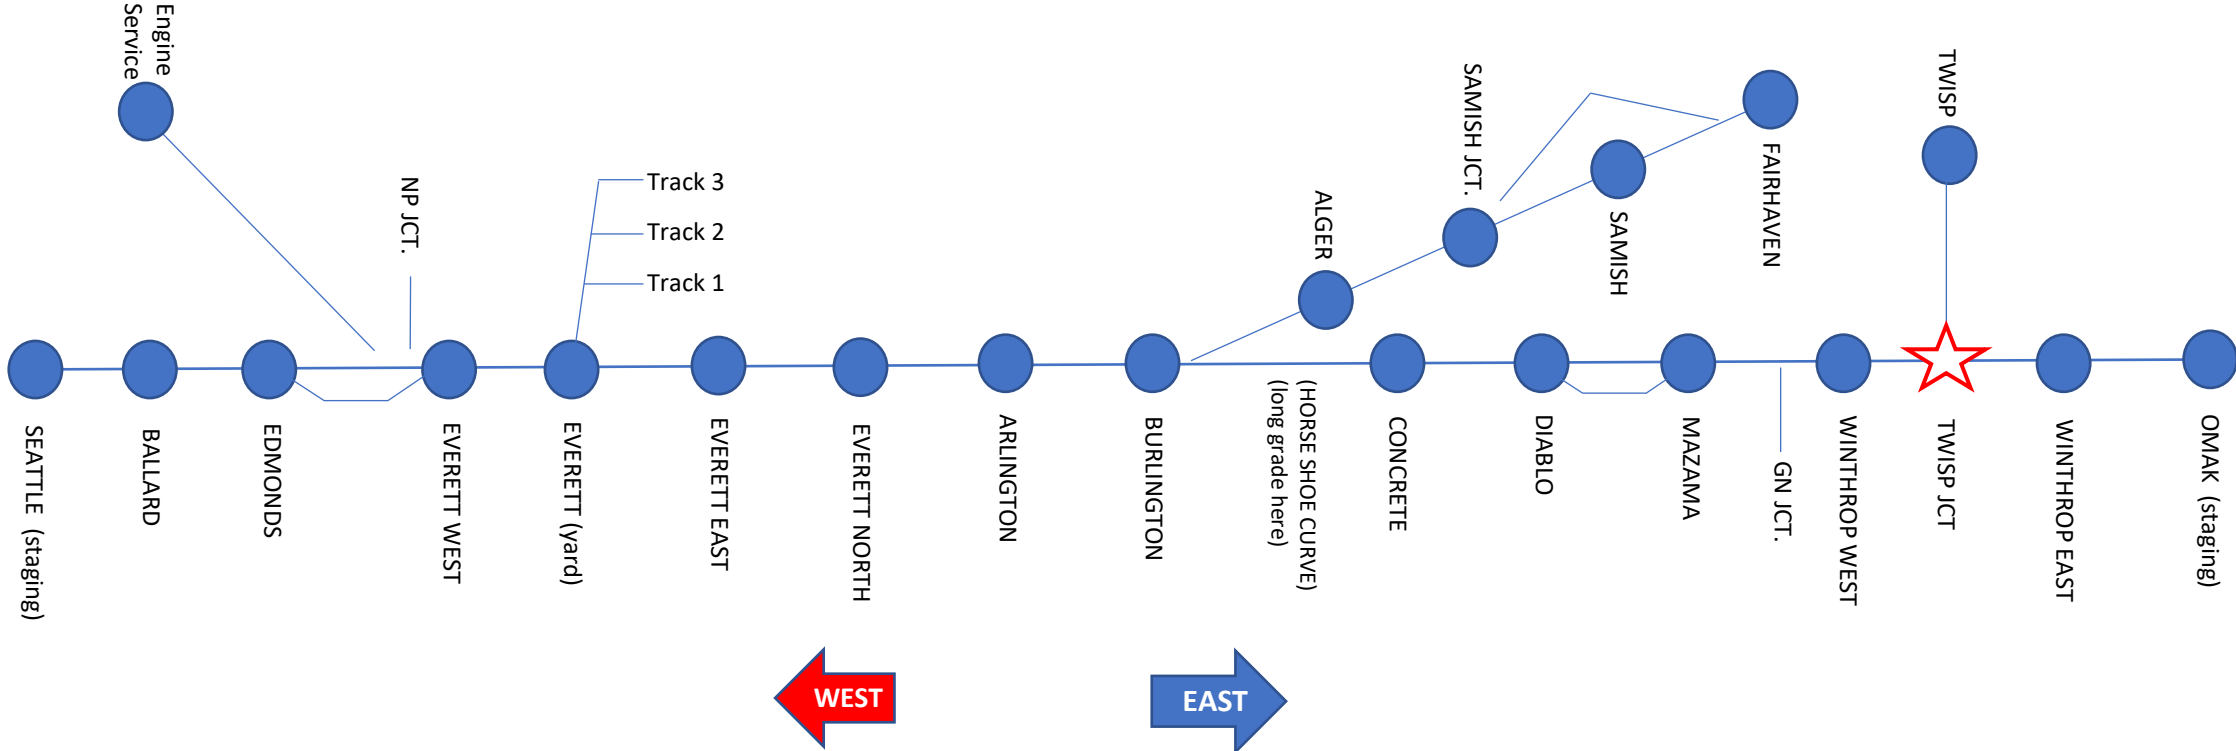 Engine
Service
NP JCT.
Track 3
Track 2
Track 1
ALGER
SAMISH JCT.
SAMISH
FAIRHAVEN
TWISP
SEATTLE  (staging)
BALLARD
EDMONDS
EVERETT WEST
EVERETT (yard)
EVERETT EAST
EVERETT NORTH
ARLINGTON
BURLINGTON
(HORSE SHOE CURVE)
(long grade here)
CONCRETE
DIABLO
MAZAMA
GN JCT.
WINTHROP WEST
TWISP JCT
WINTHROP EAST
OMAK  (staging)
WEST
EAST